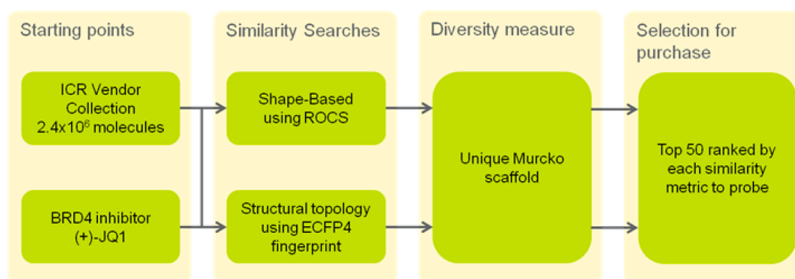 Starting points
Similarity Searches
Diversity measure
Selection for
purchase
ICR Vendor
Collection
2.4x10⁶ molecules
BRD4 inhibitor
(+)-JQ1
Shape-Based
using ROCS
Structural topology
using ECFP4
fingerprint
Unique Murcko
scaffold
Top 50 ranked by
each similarity
metric to probe